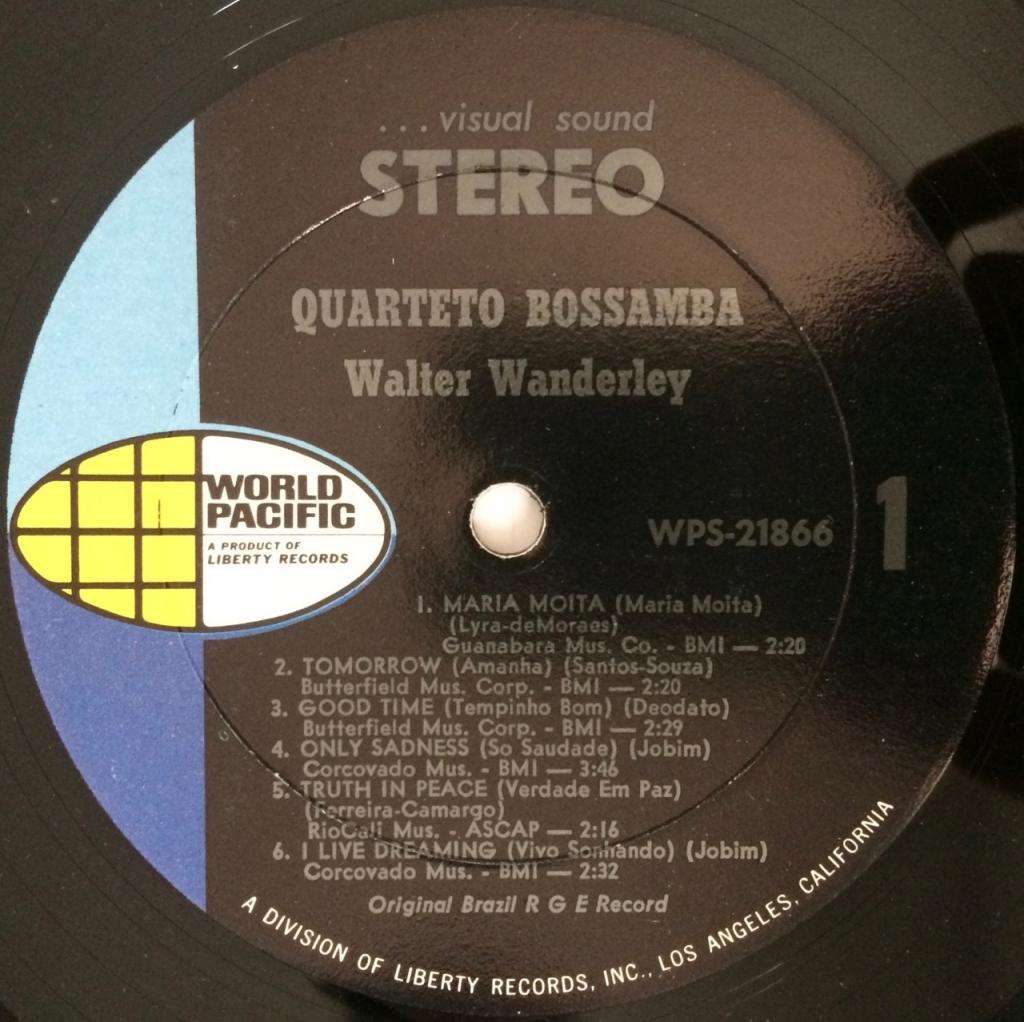 ...visual sound
STEREO
QUARTETO BOSSAMBA
Walter Wanderley
WORLD
PACIFIC
A PRODUCT OF
LIBERTY RECORDS
WPS-21866
1
1. MARIA MOITA (Maria Moita)
(Lyra-deMoraes)
Guanabara Mus. Co. - BMI — 2:20
2. TOMORROW (Amanha) (Santos-Souza)
Butterfield Mus. Corp. - BMI — 2:20
3. GOOD TIME (Tempinho Bom) (Deodato)
Butterfield Mus. Corp. - BMI — 2:29
4. ONLY SADNESS (So Saudade) (Jobim)
Corcovado Mus. - BMI — 3:46
5. TRUTH IN PEACE (Verdade Em Paz)
(Ferreira-Camargo)
RioCali Mus. - ASCAP — 2:16
6. I LIVE DREAMING (Vivo Sonhando) (Jobim)
Corcovado Mus. - BMI — 2:32
Original Brazil R G E Record
A DIVISION OF LIBERTY RECORDS, INC., LOS ANGELES, CALIFORNIA